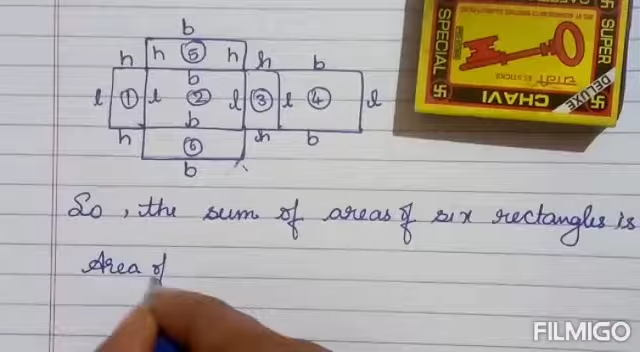 b
h h ⑤ h h b
b
l ① l ② l ③ l ④ l
b
h h b
⑥
b
So, the sum of areas of six rectangles is
Area of
SUPER
DELUXE
SPECIAL
CHAVI
FILMIGO